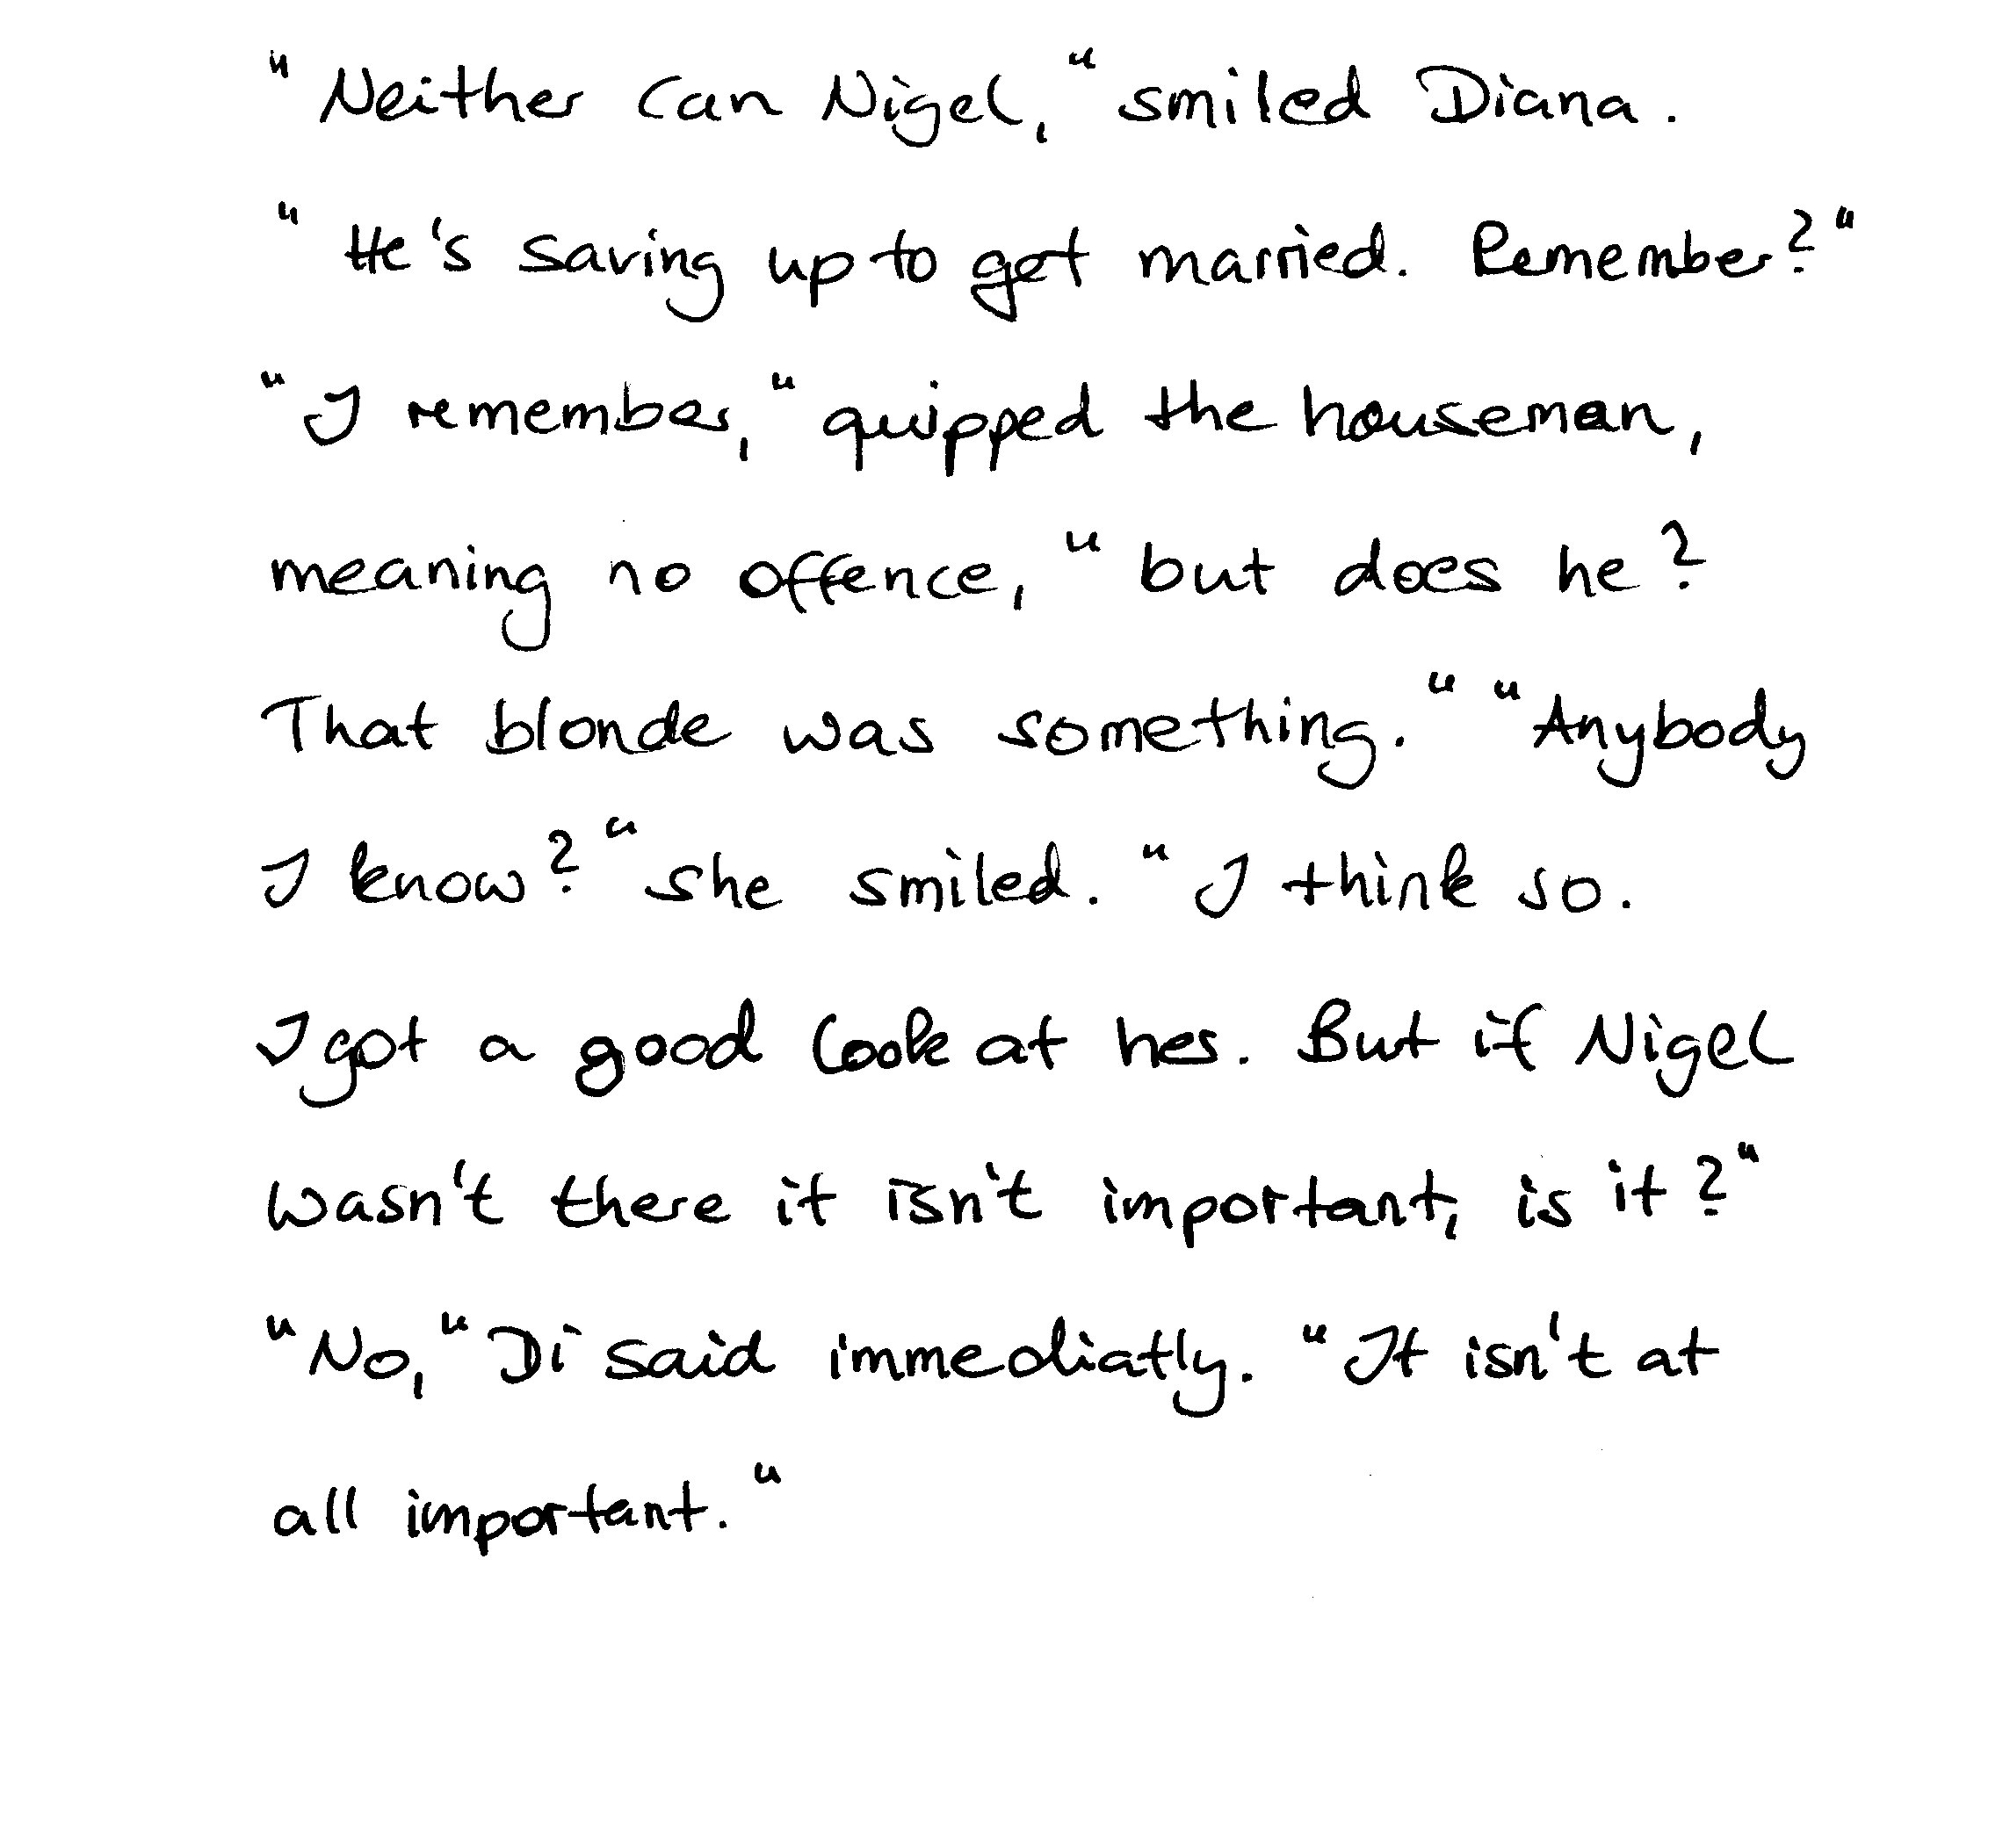 "Neither can Nigel," smiled Diana.
"He's saving up to get married. Remember?"
"I remember," quipped the houseman,
meaning no offence, "but does he?
That blonde was something." "Anybody
I know?" she smiled. "I think so.
I got a good look at her. But if Nigel
wasn't there it isn't important, is it?"
"No," Di said immediatly. "It isn't at
all important."